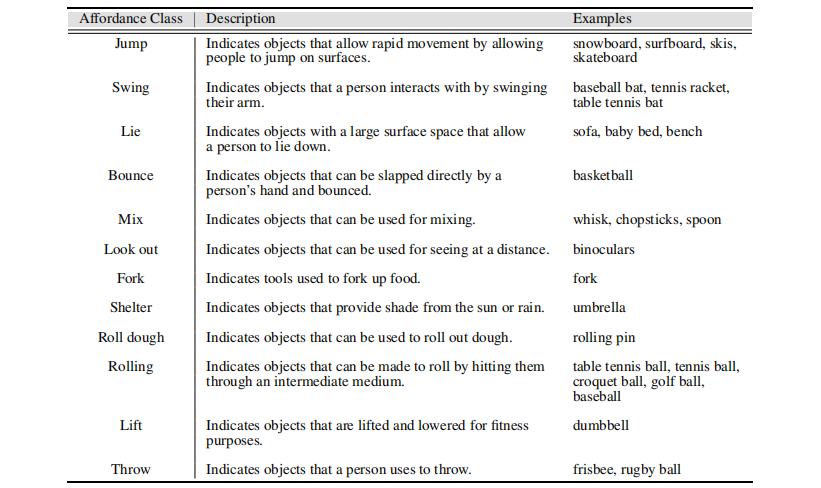 Affordance Class Description Examples
Jump Indicates objects that allow rapid movement by allowing snowboard, surfboard, skis,
people to jump on surfaces. skateboard
Swing Indicates objects that a person interacts with by swinging baseball bat, tennis racket,
their arm. table tennis bat
Lie Indicates objects with a large surface space that allow sofa, baby bed, bench
a person to lie down.
Bounce Indicates objects that can be slapped directly by a basketball
person's hand and bounced.
Mix Indicates objects that can be used for mixing. whisk, chopsticks, spoon
Look out Indicates objects that can be used for seeing at a distance. binoculars
Fork Indicates tools used to fork up food. fork
Shelter Indicates objects that provide shade from the sun or rain. umbrella
Roll dough Indicates objects that can be used to roll out dough. rolling pin
Rolling Indicates objects that can be made to roll by hitting them table tennis ball, tennis ball,
through an intermediate medium. croquet ball, golf ball,
baseball
Lift Indicates objects that are lifted and lowered for fitness dumbbell
purposes.
Throw Indicates objects that a person uses to throw. frisbee, rugby ball